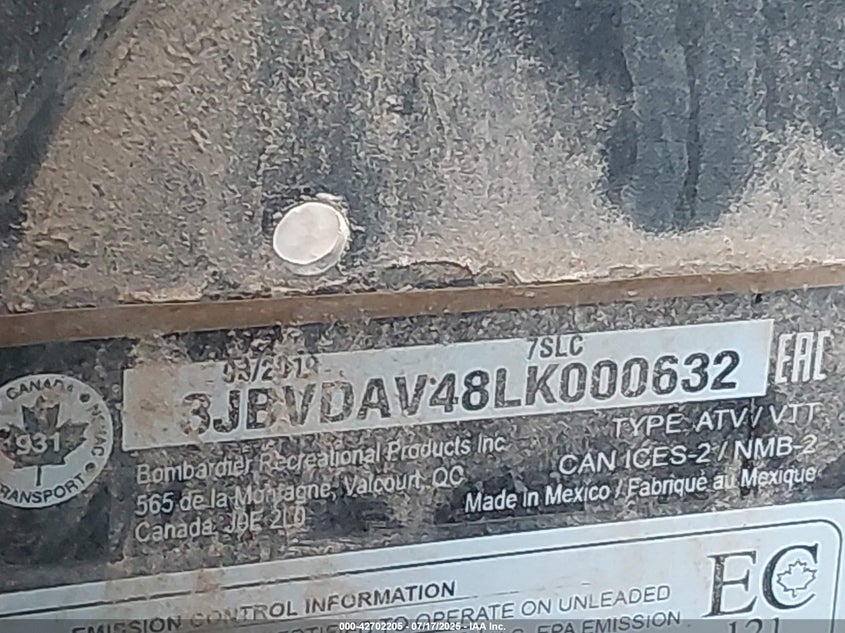 7SLC
3JBVDAV48LK000632
EAC
CANADA
931
TRANSPORT
TYPE ATV / VTT
CAN ICES-2 / NMB-2
Bombardier Recreational Products Inc.
565 de la Montagne, Valcourt, QC
Canada J0E 2L0
Made in Mexico / Fabriqué au Mexique
EC
121
EMISSION CONTROL INFORMATION
OPERATE ON UNLEADED
EPA EMISSION
000-42702205 - 07/17/2025 - IAA Inc.